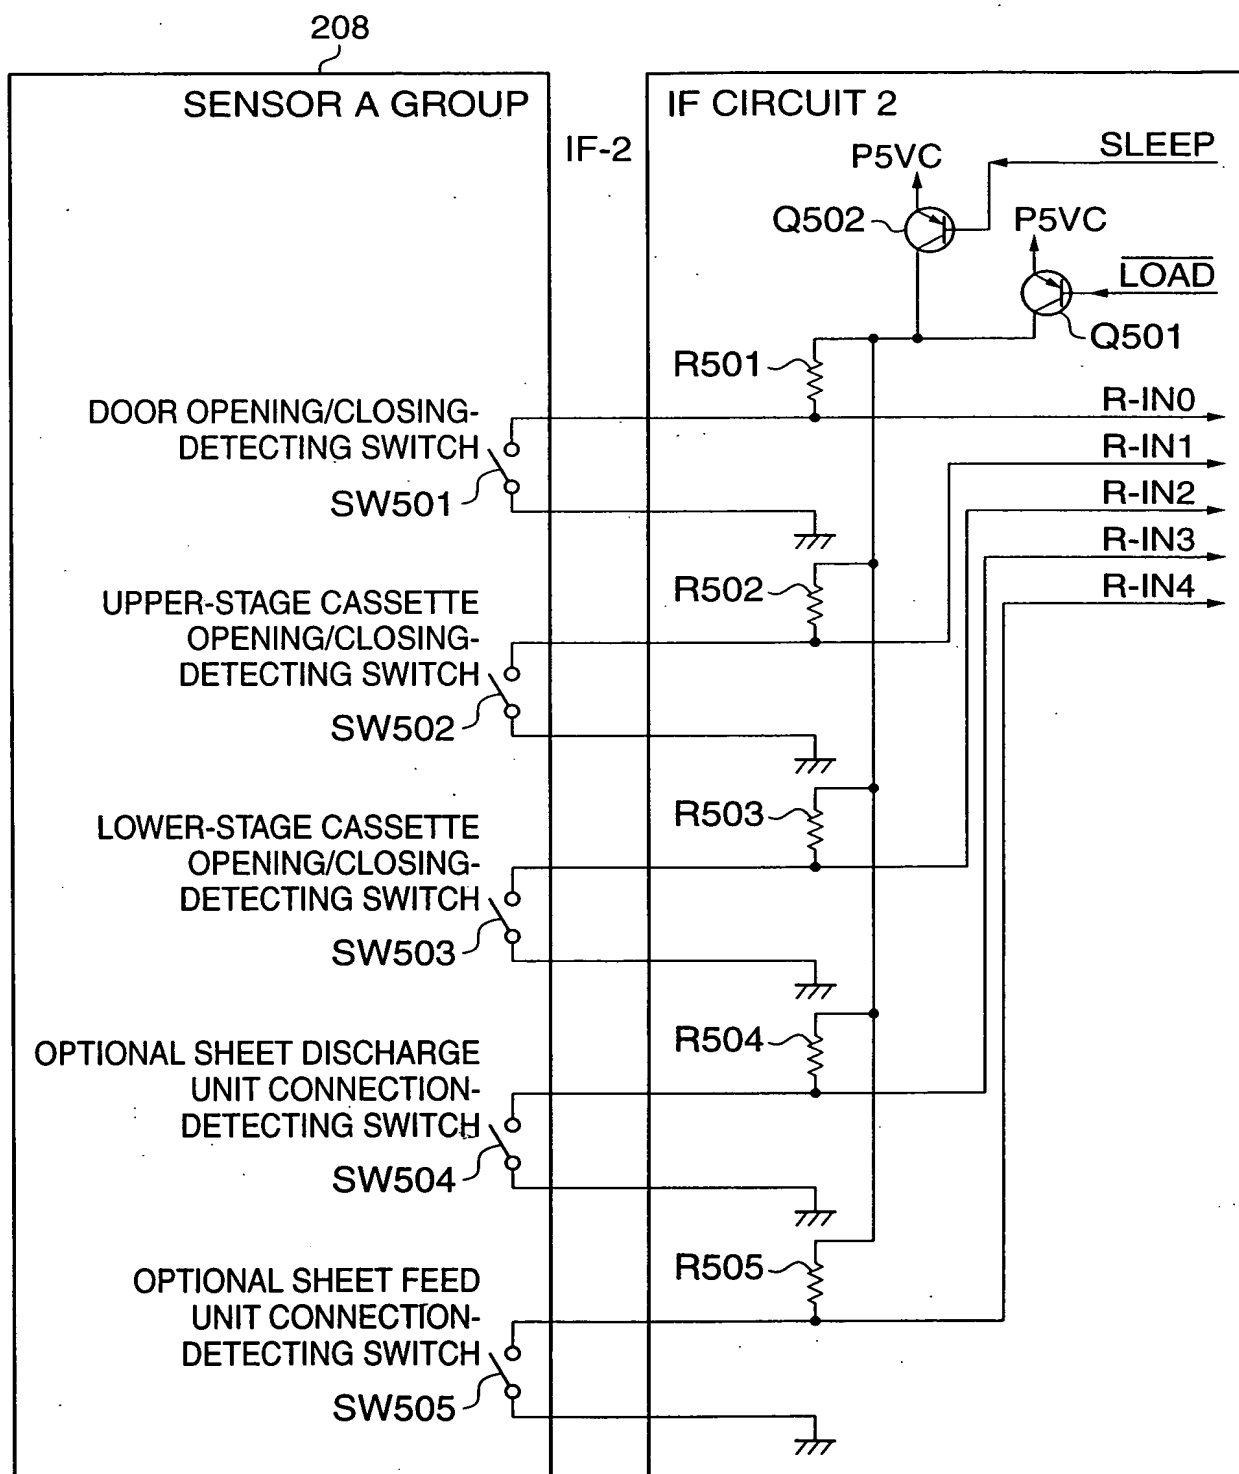 208
SENSOR A GROUP
IF-2
IF CIRCUIT 2
P5VC
SLEEP
Q502
P5VC
LOAD
Q501
R501
DOOR OPENING/CLOSING-
DETECTING SWITCH
SW501
R-IN0
R-IN1
R-IN2
R-IN3
R-IN4
R502
UPPER-STAGE CASSETTE
OPENING/CLOSING-
DETECTING SWITCH
SW502
R503
LOWER-STAGE CASSETTE
OPENING/CLOSING-
DETECTING SWITCH
SW503
R504
OPTIONAL SHEET DISCHARGE
UNIT CONNECTION-
DETECTING SWITCH
SW504
R505
OPTIONAL SHEET FEED
UNIT CONNECTION-
DETECTING SWITCH
SW505